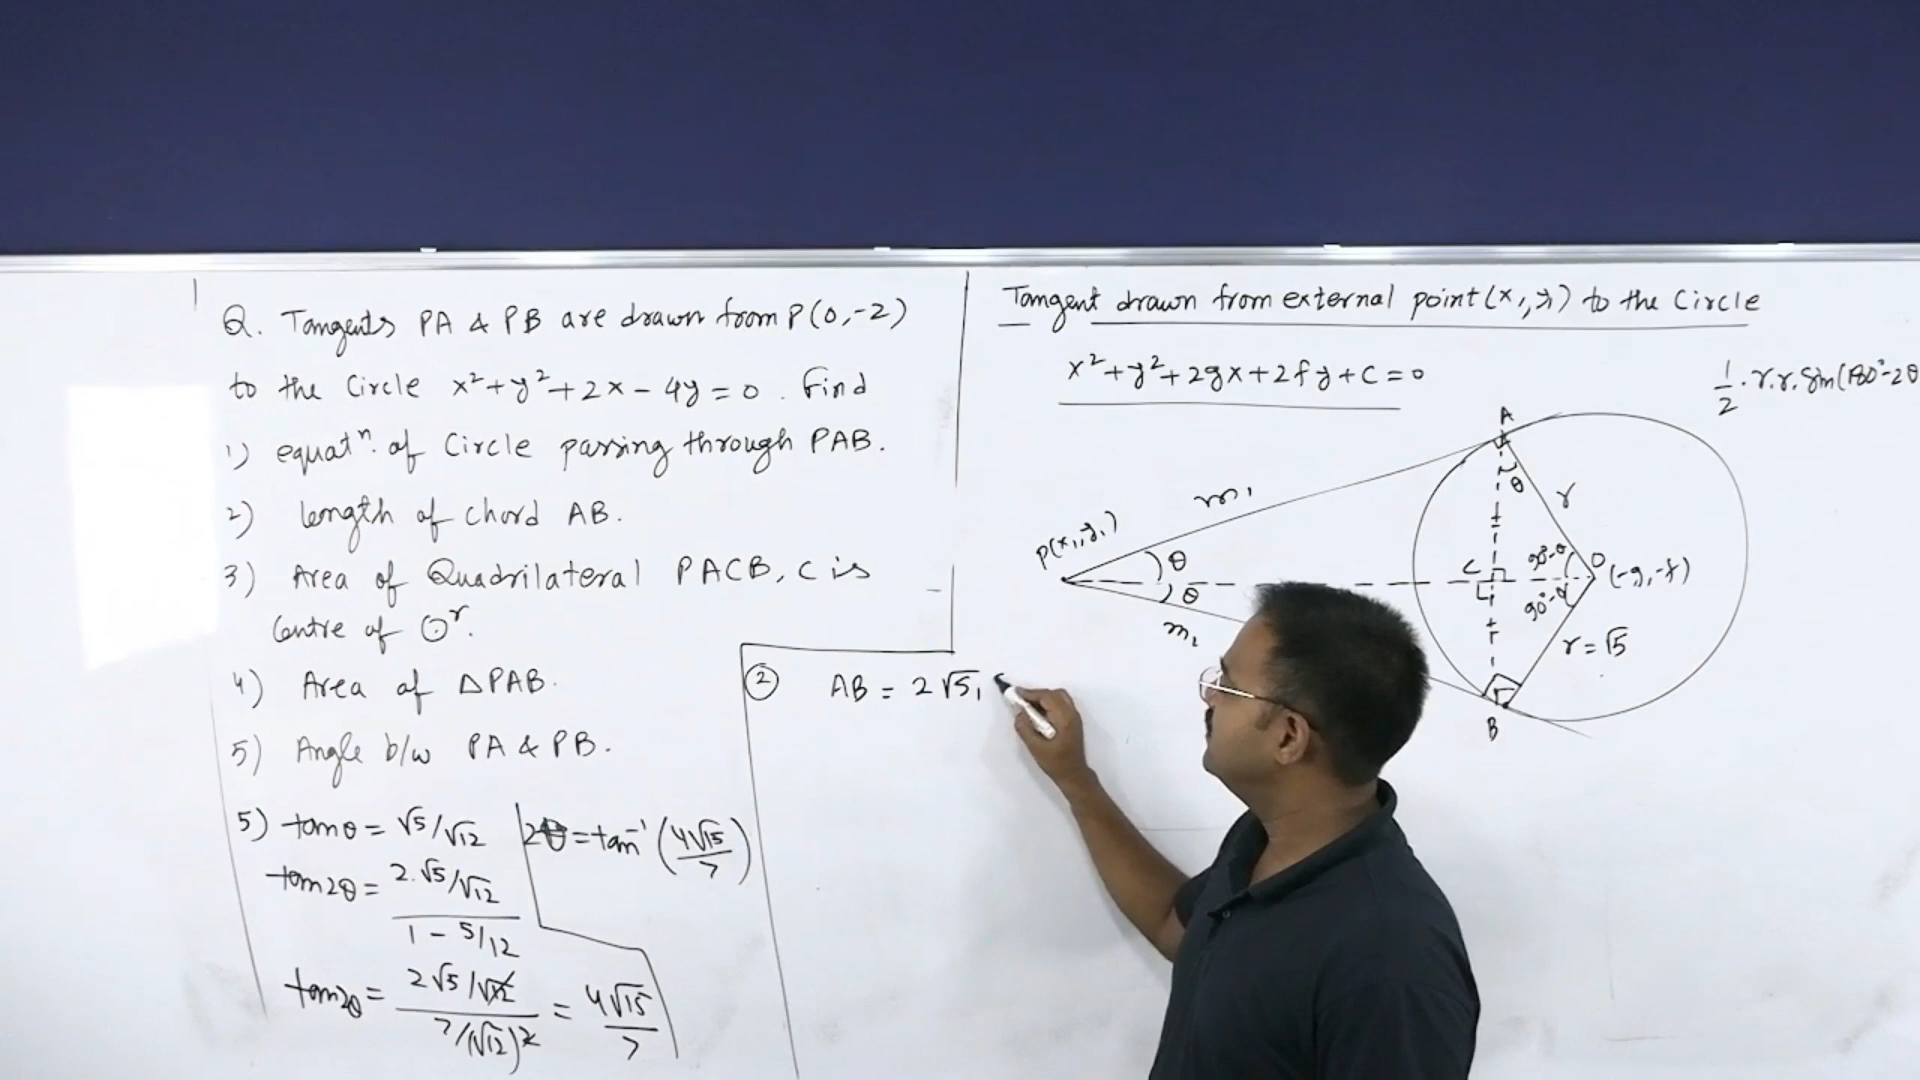 Q. Tangents PA & PB are drawn from P(0,-2)
to the Circle x²+y²+2x-4y=0. Find
1) equatⁿ. of Circle passing through PAB.
2) length of chord AB.
3) Area of Quadrilateral PACB, C is
Centre of ⊙ʳ.
4) Area of △PAB.
5) Angle b/w PA & PB.
5) tanθ = √5/√12
tan2θ = 2.√5/√12
1 - 5/12
tan2θ = 2√5/√12 = 4√15
7/(√12)² 7
2θ = tan⁻¹ (4√15/7)
② AB = 2√5,
Tangent drawn from external point (x₁,y₁) to the Circle
x²+y²+2gx+2fy+c=0
1/2 . r.r. Sin(180°-2θ
A
θ
r
m₁
P(x₁,y₁)
θ
θ
m₂
C
L
90°-θ
90°-θ
O
(-g,-f)
r=√5
B